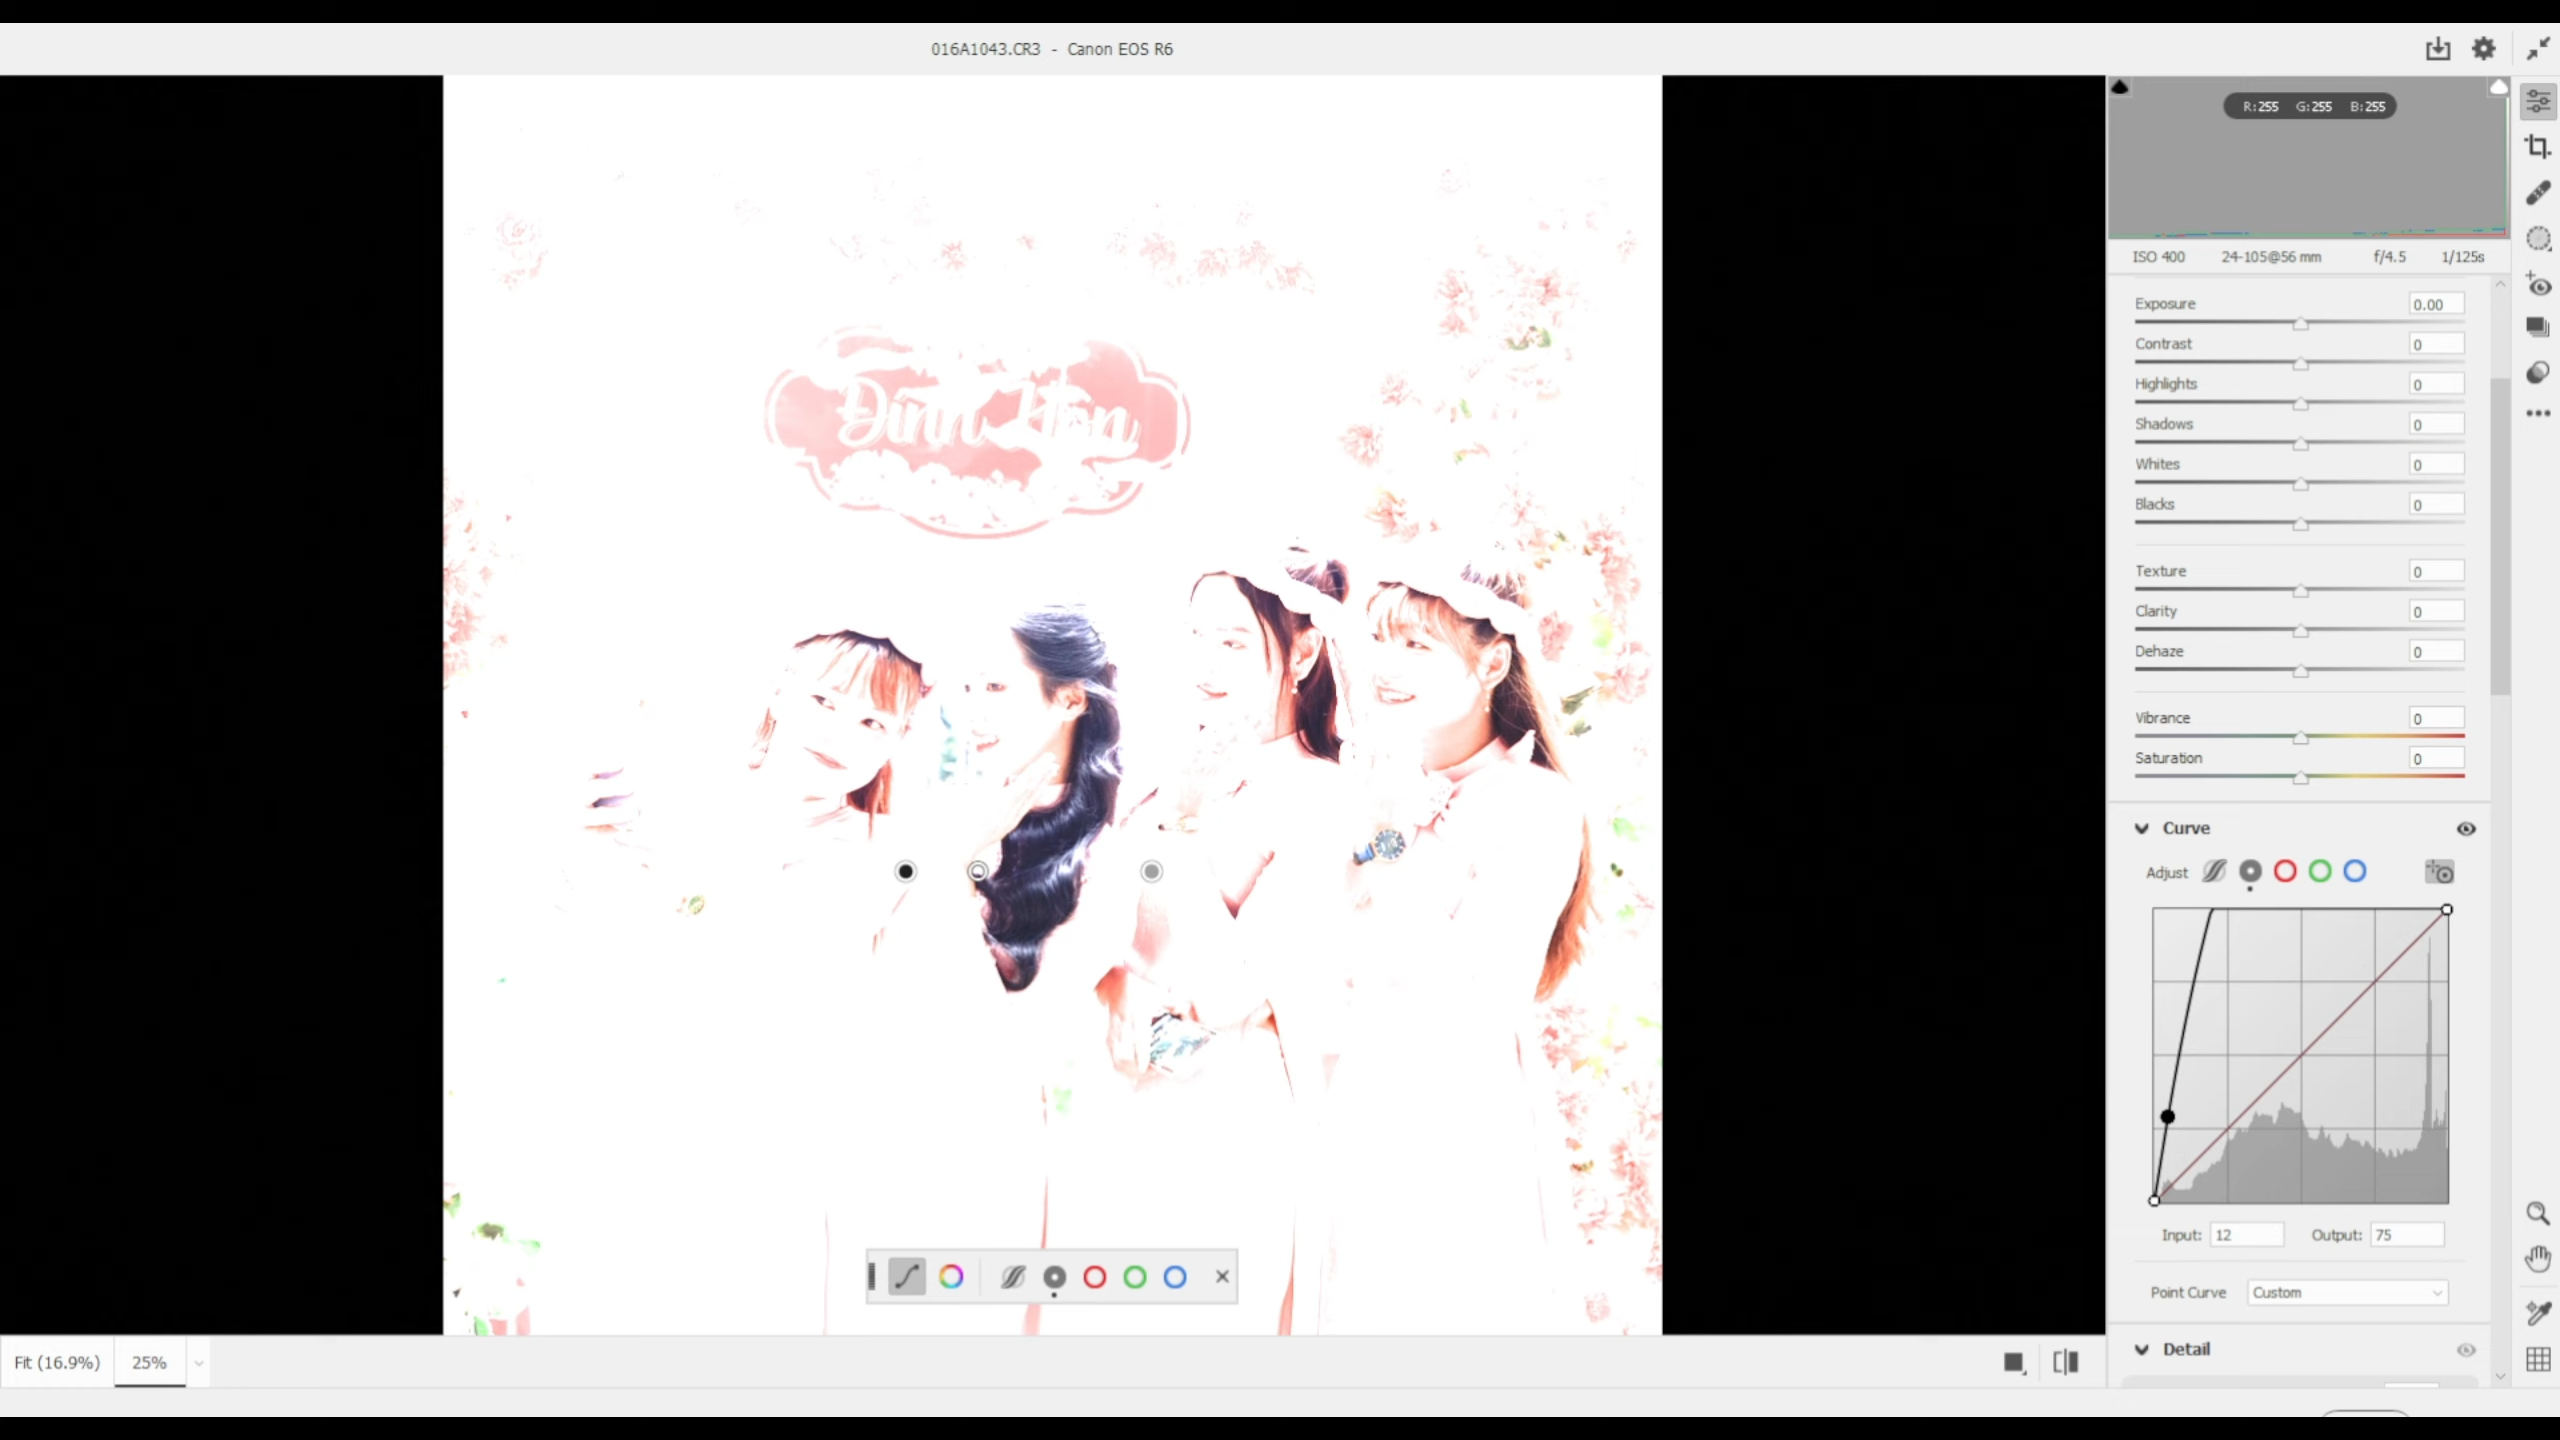 016A1043.CR3 - Canon EOS R6
R:255 G:255 B:255
ISO 400 24-105@56 mm f/4.5 1/125s
Exposure 0.00
Contrast 0
Highlights 0
Shadows 0
Whites 0
Blacks 0
Texture 0
Clarity 0
Dehaze 0
Vibrance 0
Saturation 0
Đính Hôn
Curve
Adjust
Input: 12 Output: 75
Point Curve Custom
Detail
Fit (16.9%) 25%